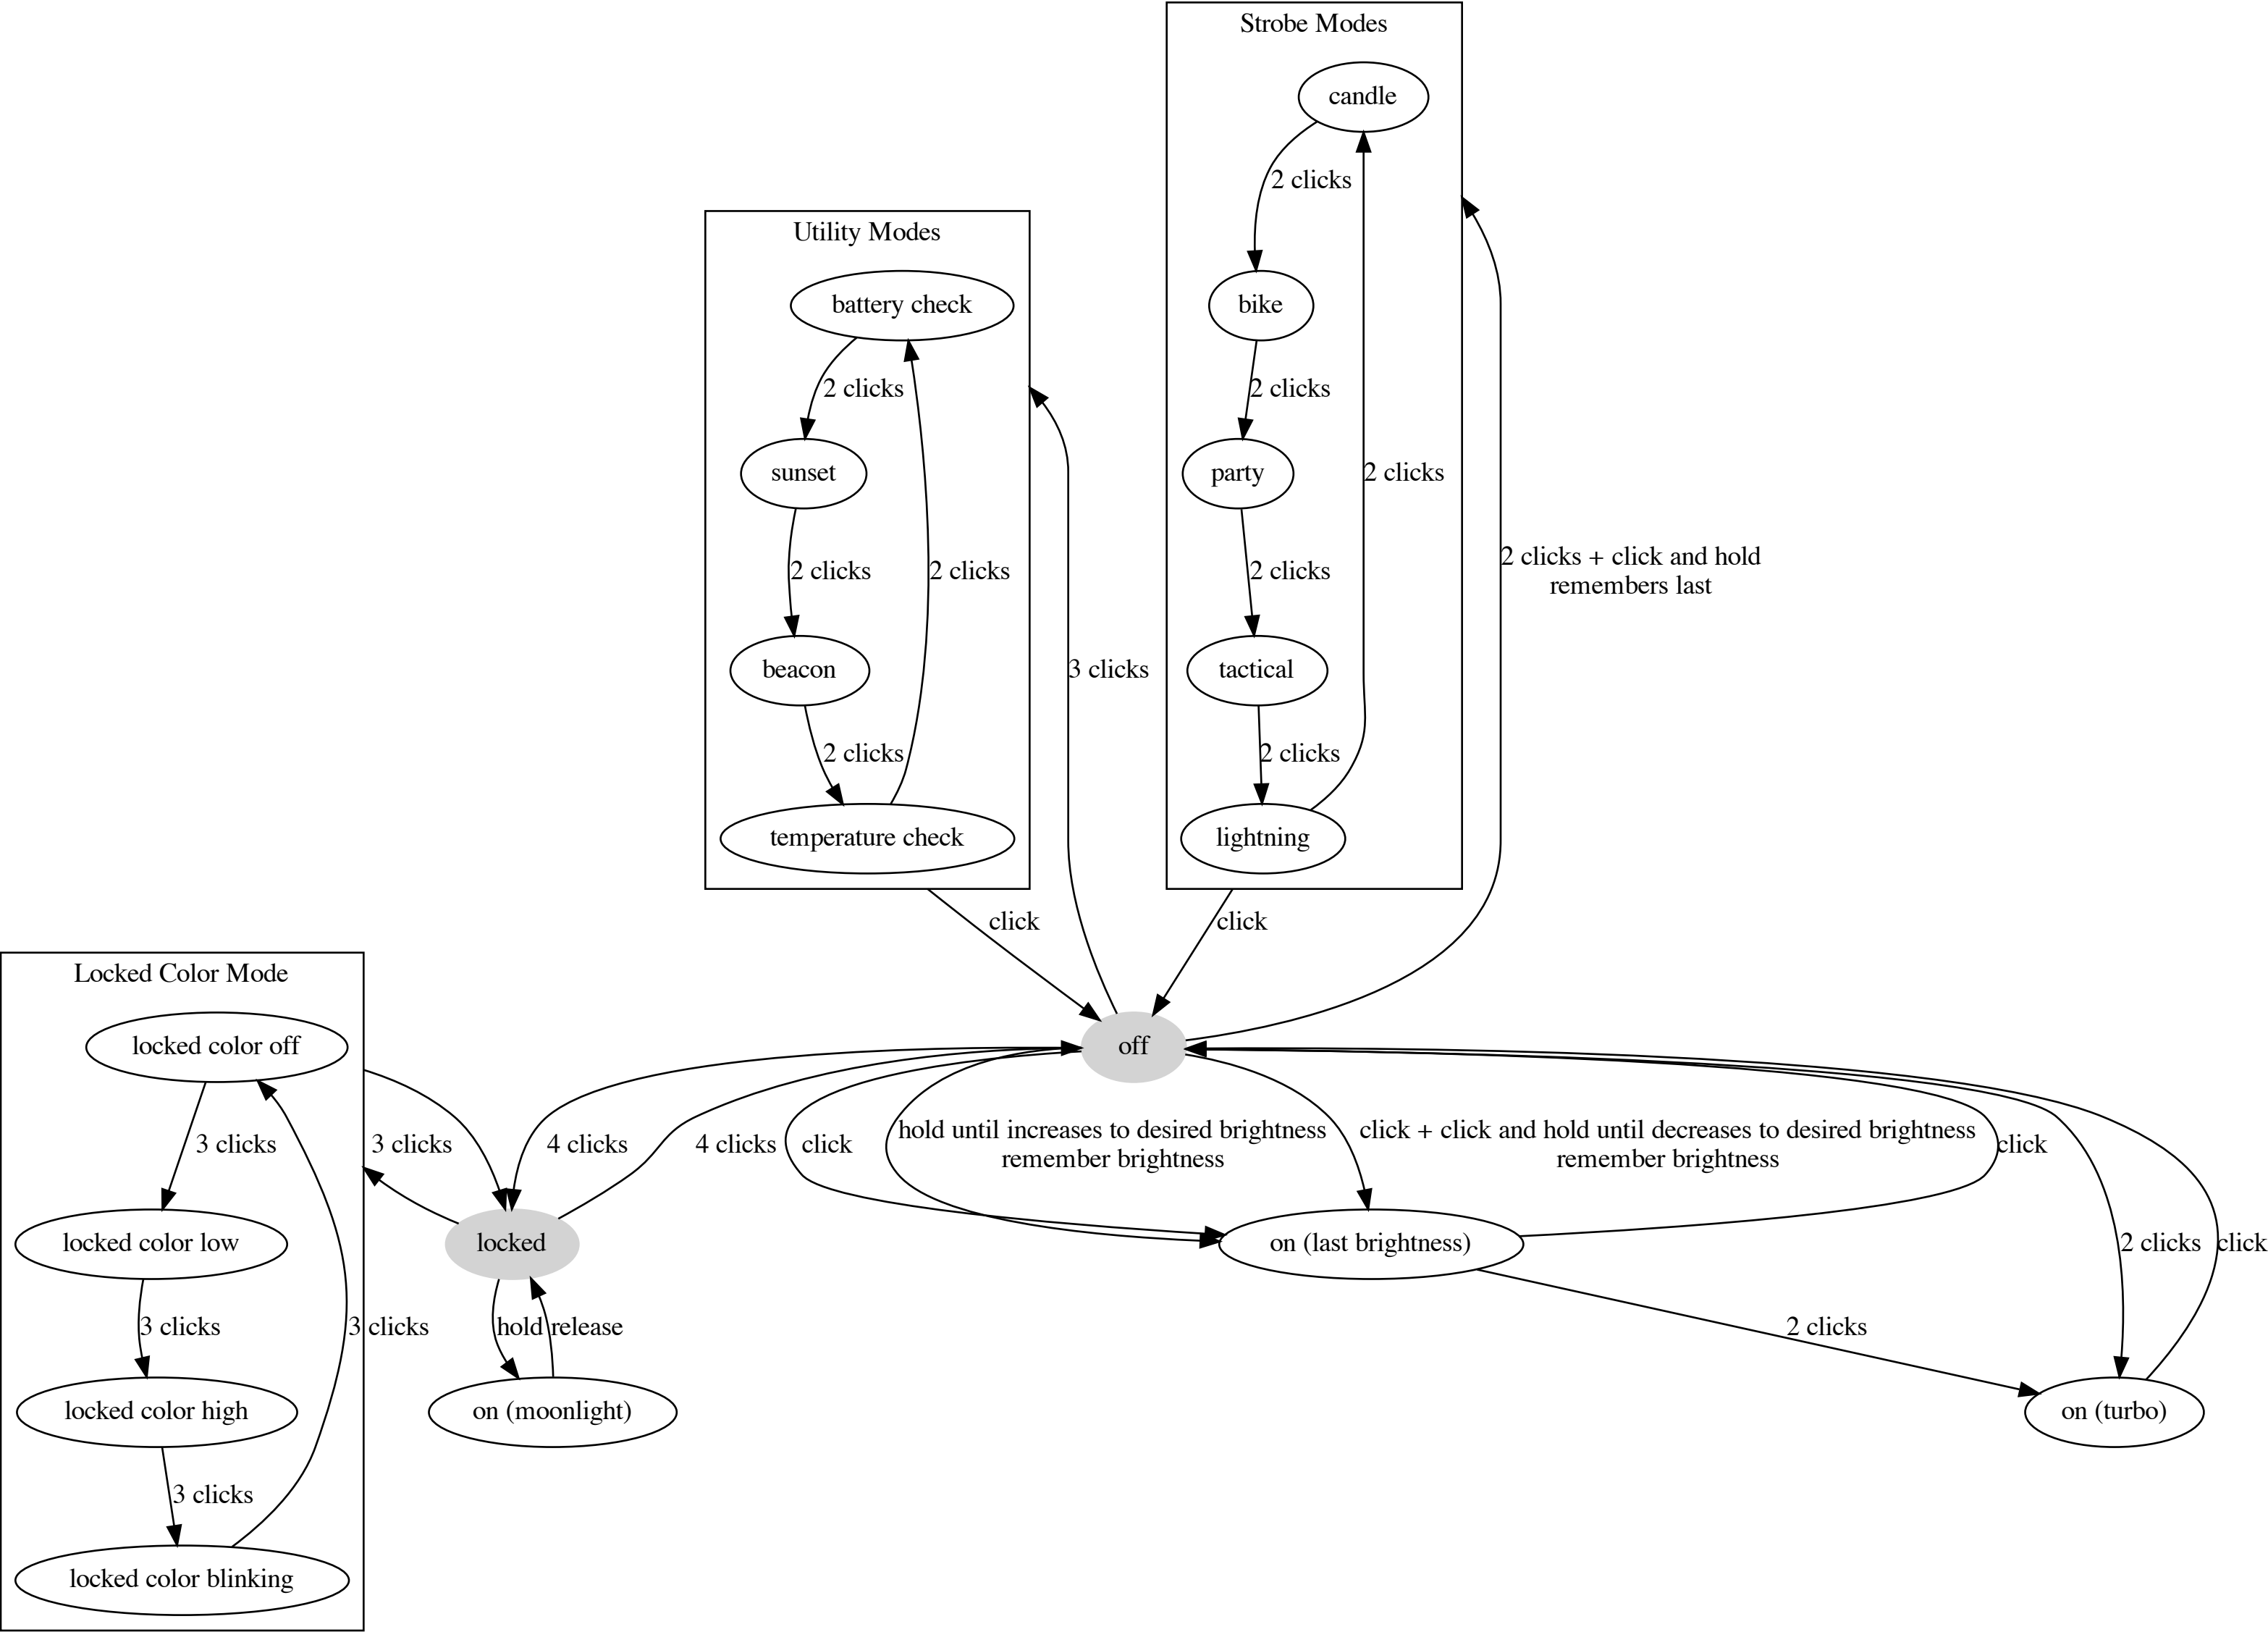 Strobe Modes
candle
2 clicks
Utility Modes
battery check
bike
2 clicks
2 clicks
sunset
party
2 clicks
2 clicks
2 clicks
2 clicks
2 clicks + click and hold
remembers last
beacon
tactical
3 clicks
2 clicks
2 clicks
temperature check
lightning
click
click
Locked Color Mode
locked color off
off
3 clicks
3 clicks
4 clicks
4 clicks
click
hold until increases to desired brightness
remember brightness
click + click and hold until decreases to desired brightness
remember brightness
click
locked color low
locked
on (last brightness)
2 clicks
click
3 clicks
3 clicks
hold
release
2 clicks
locked color high
on (moonlight)
on (turbo)
3 clicks
locked color blinking